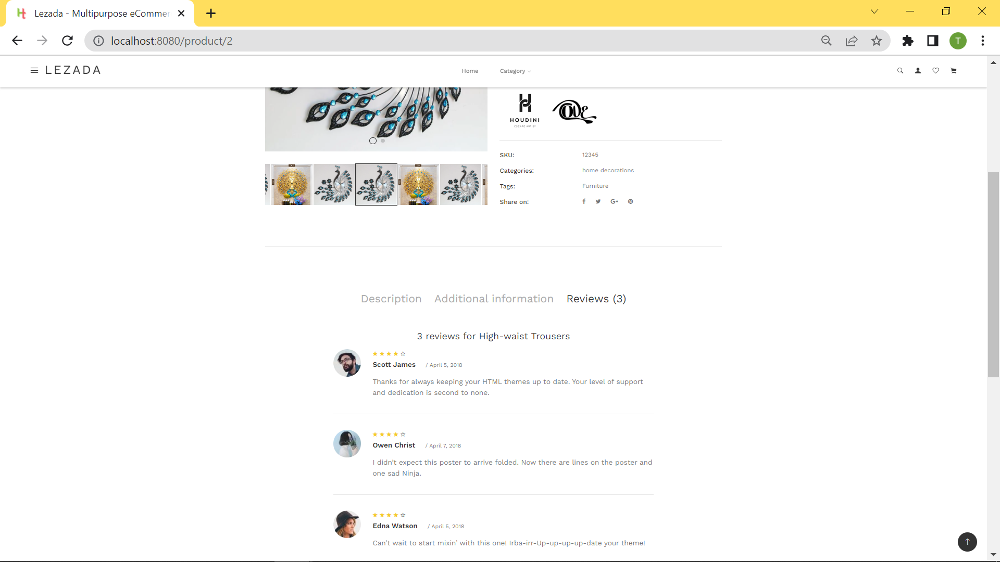 Lezada - Multipurpose eCommer
localhost:8080/product/2
T
LEZADA
Home
Category
HOUDINI
ESCAPE ARTIST
Love
SKU:
12345
Categories:
home decorations
Tags:
Furniture
Share on:
Description
Additional information
Reviews (3)
3 reviews for High-waist Trousers
Scott James
/ April 5, 2018
Thanks for always keeping your HTML themes up to date. Your level of support
and dedication is second to none.
Owen Christ
/ April 7, 2018
I didn’t expect this poster to arrive folded. Now there are lines on the poster and
one sad Ninja.
Edna Watson
/ April 5, 2018
Can’t wait to start mixin’ with this one! Irba-irr-Up-up-up-up-date your theme!